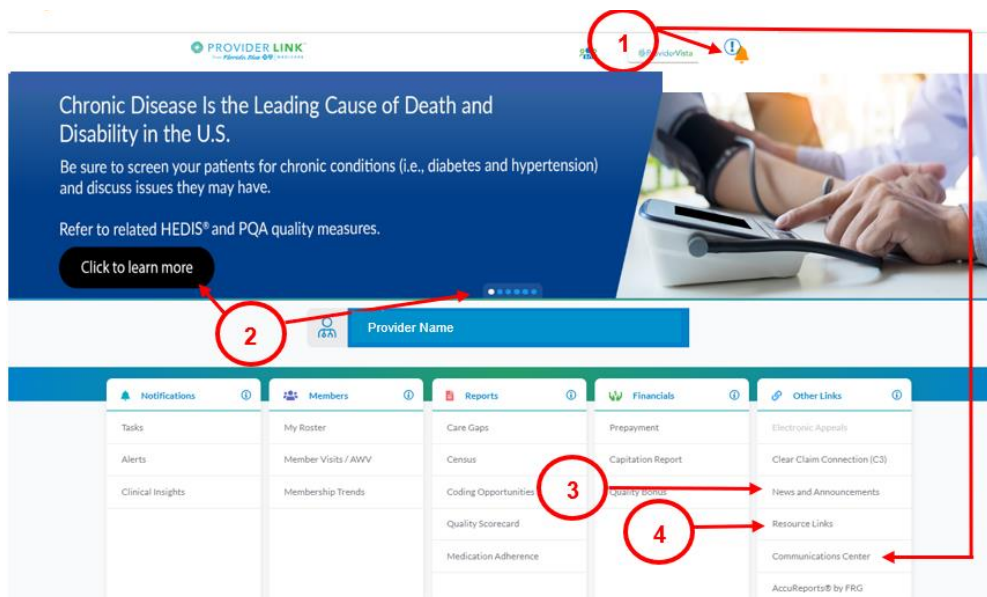 PROVIDER LINK
1
ProviderVista
Chronic Disease Is the Leading Cause of Death and
Disability in the U.S.
Be sure to screen your patients for chronic conditions (i.e., diabetes and hypertension)
and discuss issues they may have.
Refer to related HEDIS® and PQA quality measures.
Click to learn more
2
Provider Name
Notifications
Tasks
Alerts
Clinical Insights
Members
My Roster
Member Visits / AWV
Membership Trends
Reports
Care Gaps
Census
Coding Opportunities
Quality Scorecard
Medication Adherence
Financials
Prepayment
Capitation Report
Quality Bonus
3
4
Other Links
Electronic Appeals
Clear Claim Connection (C3)
News and Announcements
Resource Links
Communications Center
AccuReports® by FRG